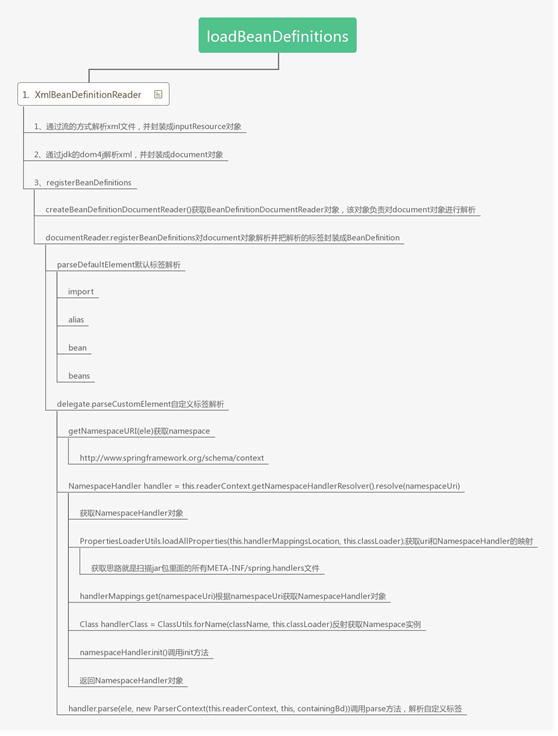 loadBeanDefinitions
1. XmlBeanDefinitionReader
1、通过流的方式解析xml文件，并封装成inputResource对象
2、通过jdk的dom4j解析xml，并封装成document对象
3、registerBeanDefinitions
createBeanDefinitionDocumentReader()获取BeanDefinitionDocumentReader对象，该对象负责对document对象进行解析
documentReader.registerBeanDefinitions对document对象解析并把解析的标签封装成BeanDefinition
parseDefaultElement默认标签解析
import
alias
bean
beans
delegate.parseCustomElement自定义标签解析
getNamespaceURI(ele)获取namespace
http://www.springframework.org/schema/context
NamespaceHandler handler = this.readerContext.getNamespaceHandlerResolver().resolve(namespaceUri)
获取NamespaceHandler对象
PropertiesLoaderUtils.loadAllProperties(this.handlerMappingsLocation, this.classLoader);获取uri和NamespaceHandler的映射
获取思路就是扫描jar包里面的所有META-INF/spring.handlers文件
handlerMappings.get(namespaceUri)根据namespaceUri获取NamespaceHandler对象
Class handlerClass = ClassUtils.forName(className, this.classLoader)反射获取Namespace实例
namespaceHandler.init()调用init方法
返回NamespaceHandler对象
handler.parse(ele, new ParserContext(this.readerContext, this, containingBd))调用parse方法，解析自定义标签